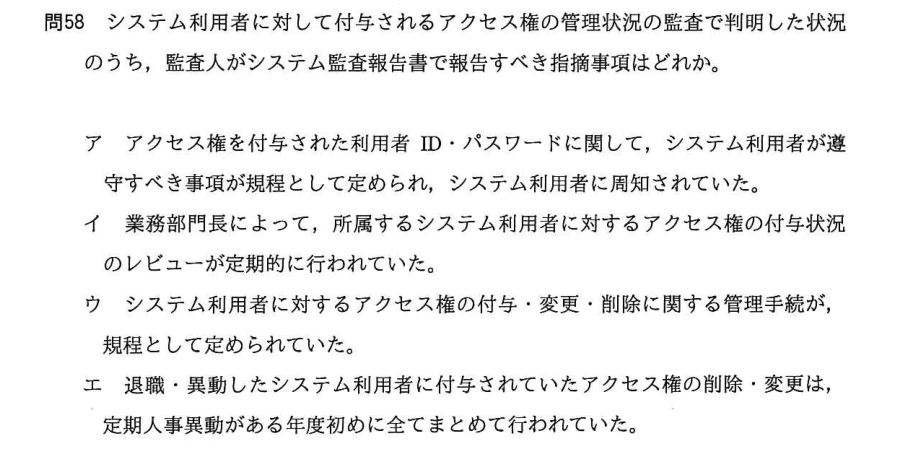 問58 システム利用者に対して付与されるアクセス権の管理状況の監査で判明した状況
のうち，監査人がシステム監査報告書で報告すべき指摘事項はどれか。
ア アクセス権を付与された利用者 ID・パスワードに関して，システム利用者が遵
守すべき事項が規程として定められ，システム利用者に周知されていた。
イ 業務部門長によって，所属するシステム利用者に対するアクセス権の付与状況
のレビューが定期的に行われていた。
ウ システム利用者に対するアクセス権の付与・変更・削除に関する管理手続が，
規程として定められていた。
エ 退職・異動したシステム利用者に付与されていたアクセス権の削除・変更は，
定期人事異動がある年度初めに全てまとめて行われていた。